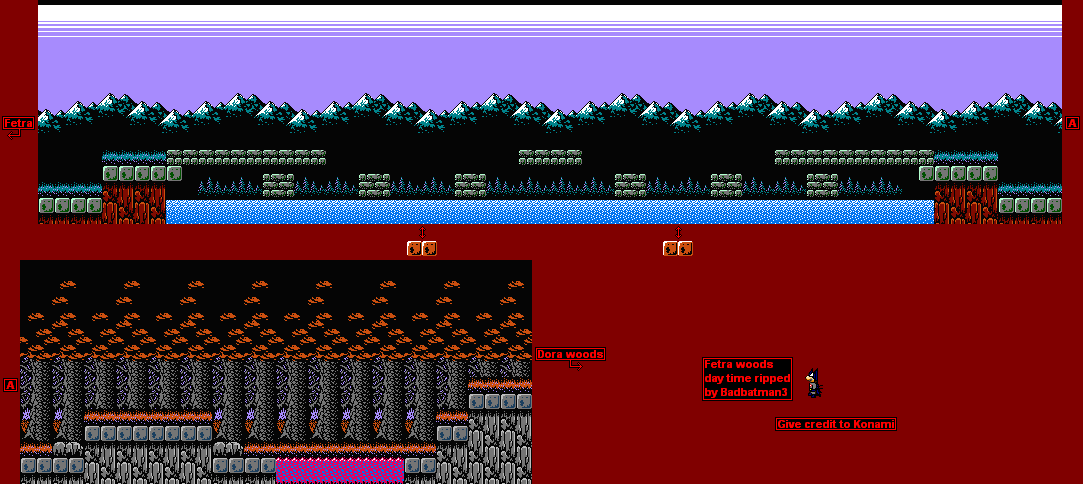 Fetra
A
A
Dora woods
Fetra woods
day time ripped
by Badbatman3
Give credit to Konami